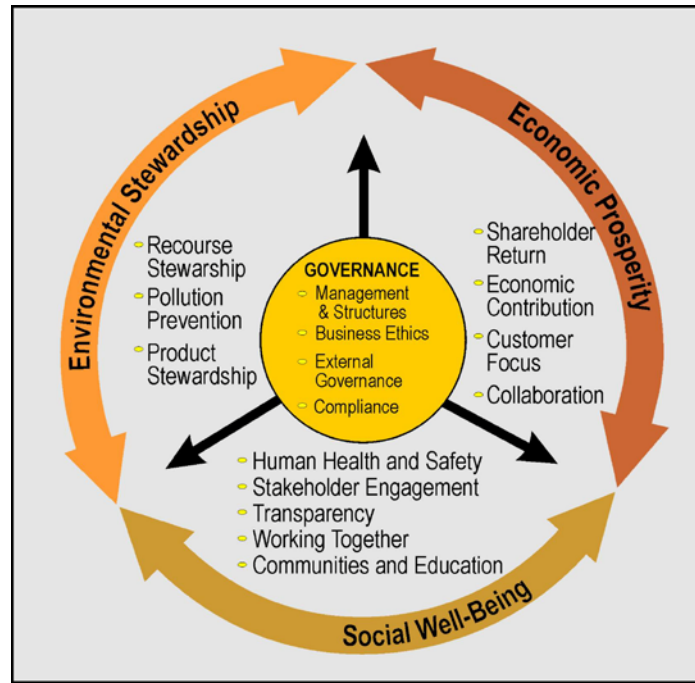 Environmental Stewardship
Economic Prosperity
Recourse
Stewarship
Pollution
Prevention
Product
Stewardship
GOVERNANCE
Management
& Structures
Business Ethics
External
Governance
Compliance
Shareholder
Return
Economic
Contribution
Customer
Focus
Collaboration
Human Health and Safety
Stakeholder Engagement
Transparency
Working Together
Communities and Education
Social Well-Being